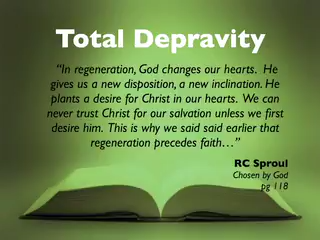 Total Depravity
“In regeneration, God changes our hearts.  He
gives us a new disposition, a new inclination. He
plants a desire for Christ in our hearts.  We can
never trust Christ for our salvation unless we first
desire him.  This is why we said said earlier that
regeneration precedes faith…”
RC Sproul
Chosen by God
pg 118